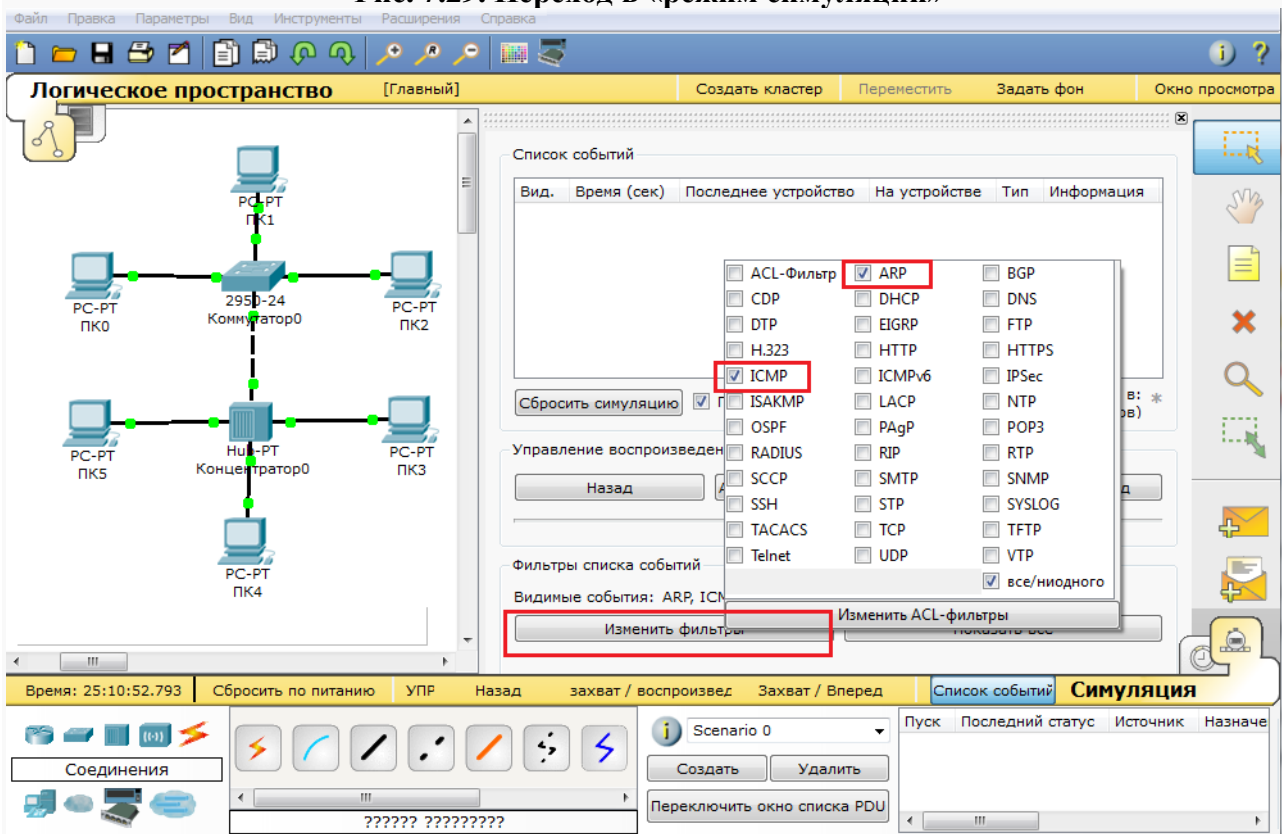 Рис. 7.29. Переход в «режим симуляции»
Файл Правка Параметры Вид Инструменты Расширения Справка
Логическое пространство [Главный] Создать кластер Переместить Задать фон Окно просмотра
Список событий
Вид. Время (сек) Последнее устройство На устройстве Тип Информация
PC-PT
ПК1
PC-PT
ПК0
2950-24
Коммутатор0
PC-PT
ПК2
PC-PT
ПК5
Hub-PT
Концентратор0
PC-PT
ПК3
PC-PT
ПК4
ACL-Фильтр ARP BGP
CDP DHCP DNS
DTP EIGRP FTP
H.323 HTTP HTTPS
ICMP ICMPv6 IPSec
ISAKMP LACP NTP
OSPF PAgP POP3
RADIUS RIP RTP
SCCP SMTP SNMP
SSH STP SYSLOG
TACACS TCP TFTP
Telnet UDP VTP
все/ниодного
Изменить ACL-фильтры
Сбросить симуляцию
Управление воспроизведен
Назад
Фильтры списка событий
Видимые события: ARP, ICM
Изменить фильтры Показать все
Время: 25:10:52.793 Сбросить по питанию УПР Назад захват / воспроизвед Захват / Вперед Список событий Симуляция
Соединения
?????? ?????????
Scenario 0
Создать Удалить
Переключить окно списка PDU
Пуск Последний статус Источник Назначе